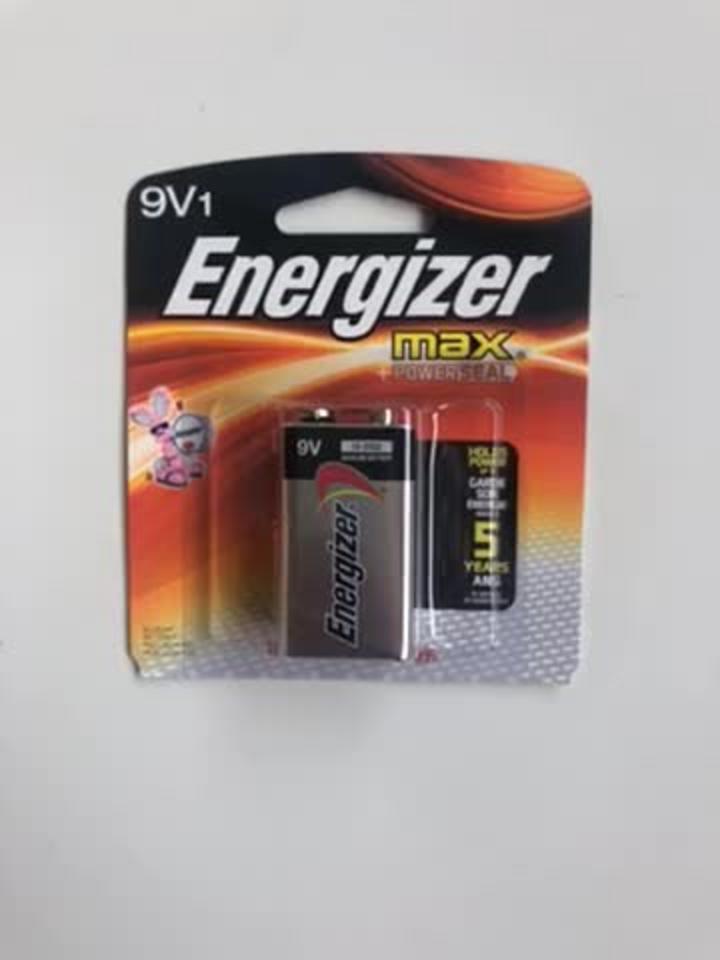 9V1
Energizer
max
+POWERSEAL
9V
Energizer
HOLDS
POWER
GARDE
SON
ÉNERGIE
5
YEARS
ANS